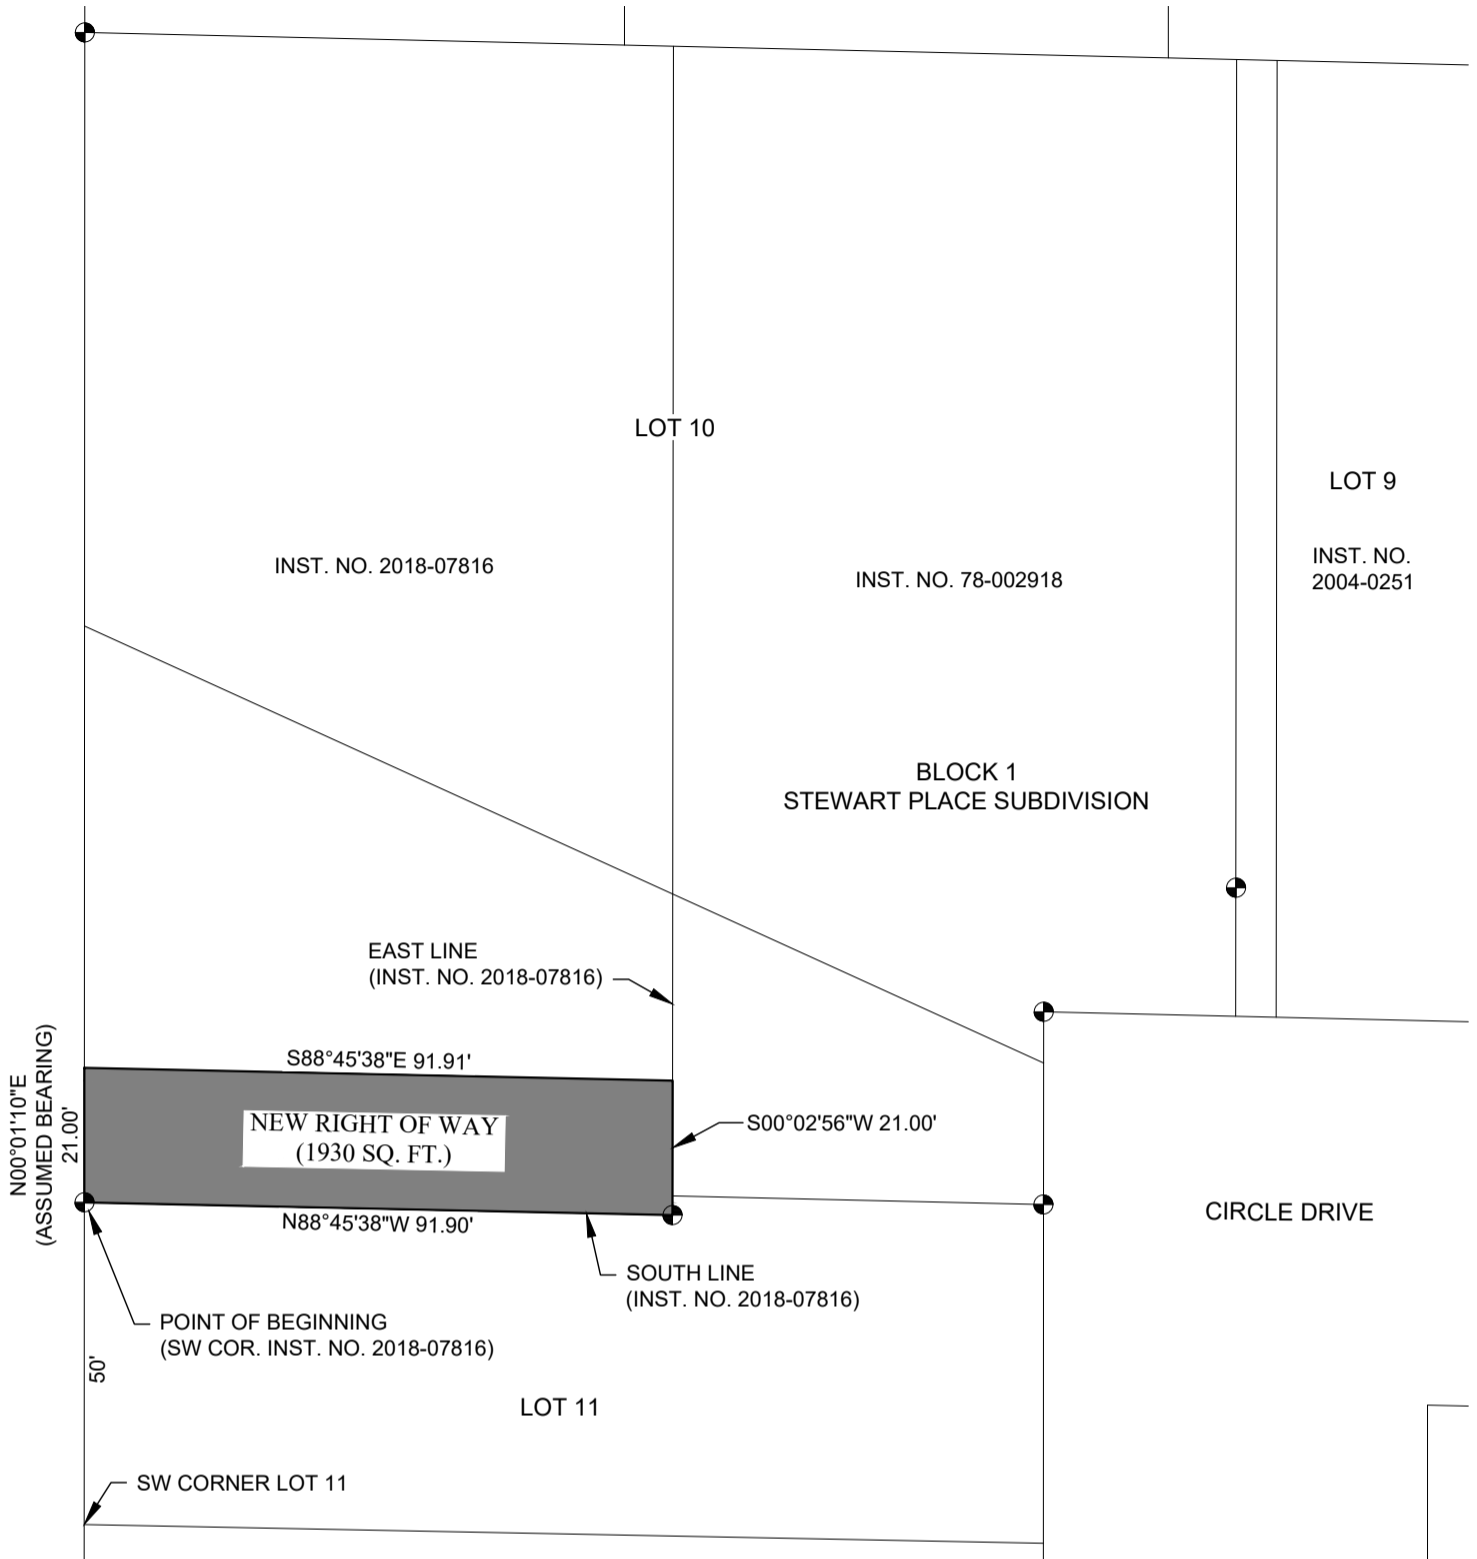 LOT 10
LOT 9
INST. NO. 2018-07816
INST. NO. 78-002918
INST. NO.
2004-0251
BLOCK 1
STEWART PLACE SUBDIVISION
EAST LINE
(INST. NO. 2018-07816)
N00°01'10"E
(ASSUMED BEARING)
21.00'
S88°45'38"E 91.91'
NEW RIGHT OF WAY
(1930 SQ. FT.)
S00°02'56"W 21.00'
N88°45'38"W 91.90'
CIRCLE DRIVE
SOUTH LINE
(INST. NO. 2018-07816)
POINT OF BEGINNING
(SW COR. INST. NO. 2018-07816)
50'
LOT 11
SW CORNER LOT 11